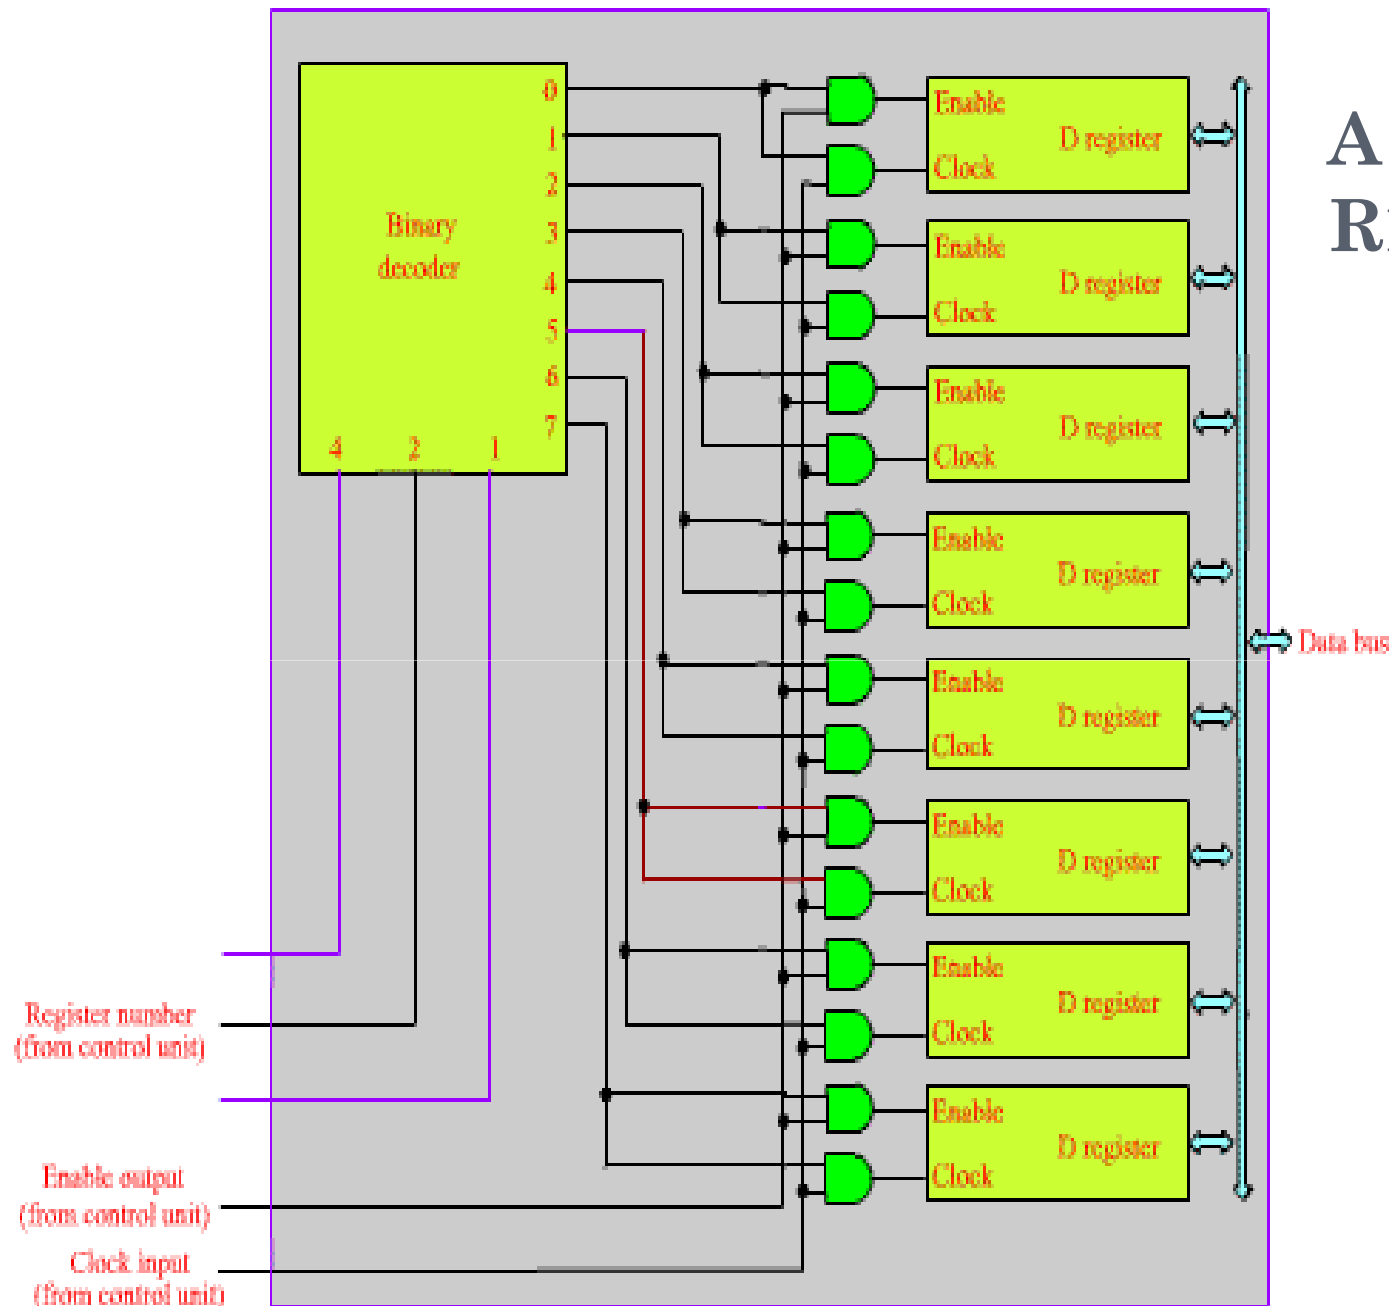 A
Binary
decoder
0
1
2
3
4
5
6
7
4 2 1
Enable
D register
Clock
Enable
D register
Clock
Enable
D register
Clock
Enable
D register
Clock
Enable
D register
Clock
Enable
D register
Clock
Enable
D register
Clock
Enable
D register
Clock
Data bus
Register number
(from control unit)
Enable output
(from control unit)
Clock input
(from control unit)